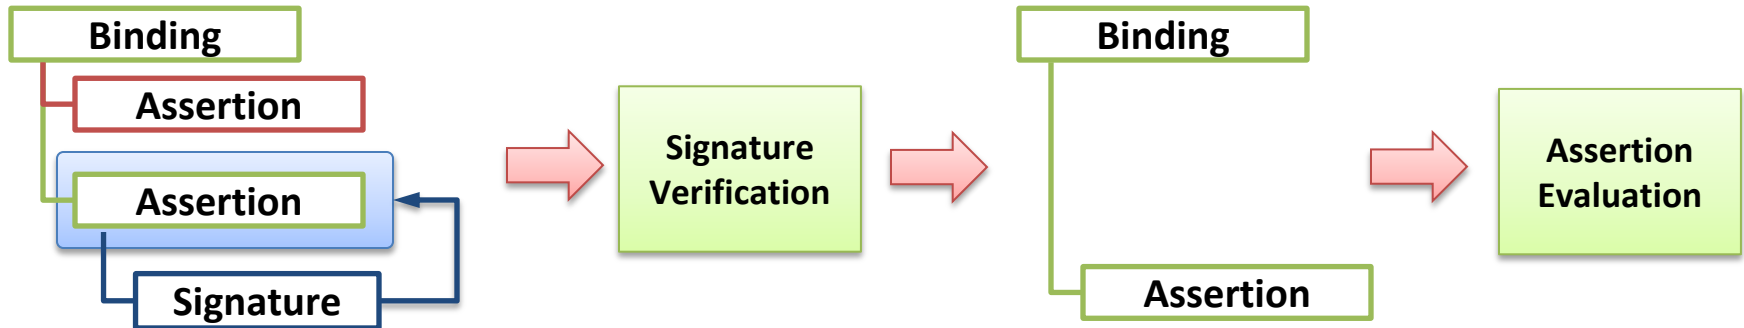 Binding
Assertion
Assertion
Signature
Signature
Verification
Binding
Assertion
Assertion
Evaluation